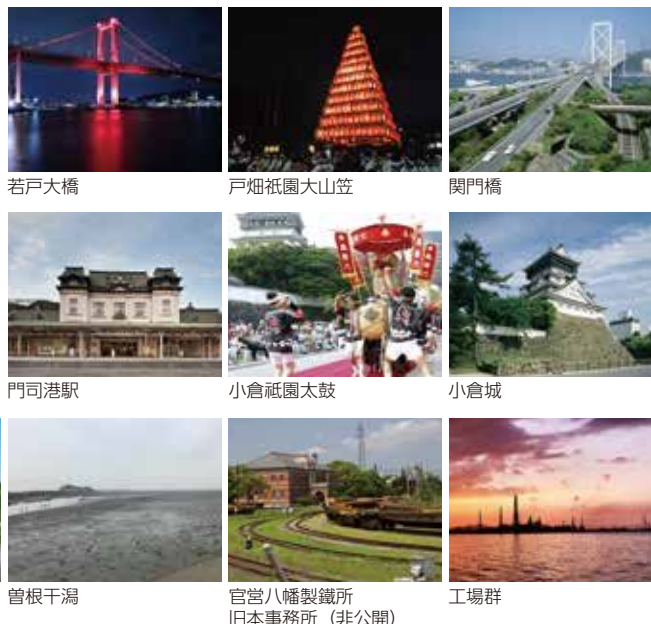 若戸大橋
戸畑祇園大山笠
関門橋
門司港駅
小倉祇園太鼓
小倉城
曽根干潟
官営八幡製鐵所
旧本事務所（非公開）
工場群